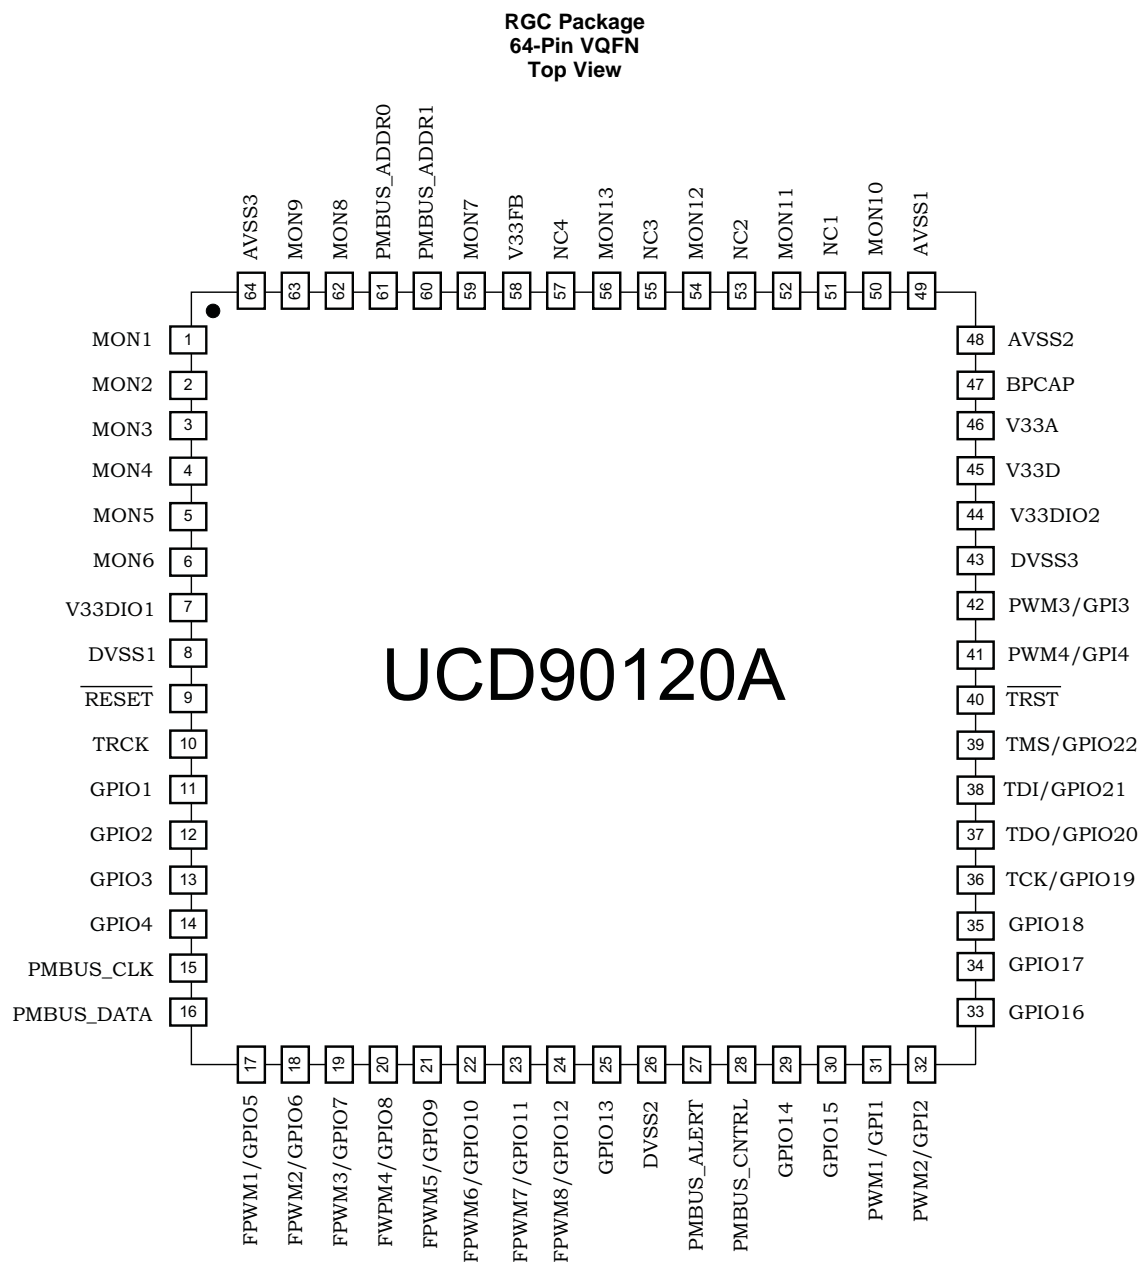 RGC Package
64-Pin VQFN
Top View
AVSS3
MON9
MON8
PMBUS_ADDR0
PMBUS_ADDR1
MON7
V33FB
NC4
MON13
NC3
MON12
NC2
MON11
NC1
MON10
AVSS1
64
63
62
61
60
59
58
57
56
55
54
53
52
51
50
49
MON1 1
MON2 2
MON3 3
MON4 4
MON5 5
MON6 6
V33DIO1 7
DVSS1 8
RESET 9
TRCK 10
GPIO1 11
GPIO2 12
GPIO3 13
GPIO4 14
PMBUS_CLK 15
PMBUS_DATA 16
UCD90120A
48 AVSS2
47 BPCAP
46 V33A
45 V33D
44 V33DIO2
43 DVSS3
42 PWM3/GPI3
41 PWM4/GPI4
40 TRST
39 TMS/GPIO22
38 TDI/GPIO21
37 TDO/GPIO20
36 TCK/GPIO19
35 GPIO18
34 GPIO17
33 GPIO16
17
18
19
20
21
22
23
24
25
26
27
28
29
30
31
32
FPWM1/GPIO5
FPWM2/GPIO6
FPWM3/GPIO7
FWPM4/GPIO8
FPWM5/GPIO9
FPWM6/GPIO10
FPWM7/GPIO11
FPWM8/GPIO12
GPIO13
DVSS2
PMBUS_ALERT
PMBUS_CNTRL
GPIO14
GPIO15
PWM1/GPI1
PWM2/GPI2